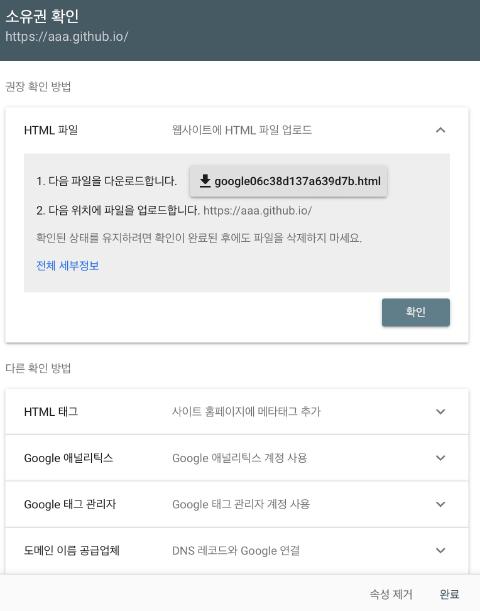 소유권 확인
https://aaa.github.io/
권장 확인 방법
HTML 파일 웹사이트에 HTML 파일 업로드
1. 다음 파일을 다운로드합니다. google06c38d137a639d7b.html
2. 다음 위치에 파일을 업로드합니다. https://aaa.github.io/
확인된 상태를 유지하려면 확인이 완료된 후에도 파일을 삭제하지 마세요.
전체 세부정보
확인
다른 확인 방법
HTML 태그 사이트 홈페이지에 메타태그 추가
Google 애널리틱스 Google 애널리틱스 계정 사용
Google 태그 관리자 Google 태그 관리자 계정 사용
도메인 이름 공급업체 DNS 레코드와 Google 연결
속성 제거 완료